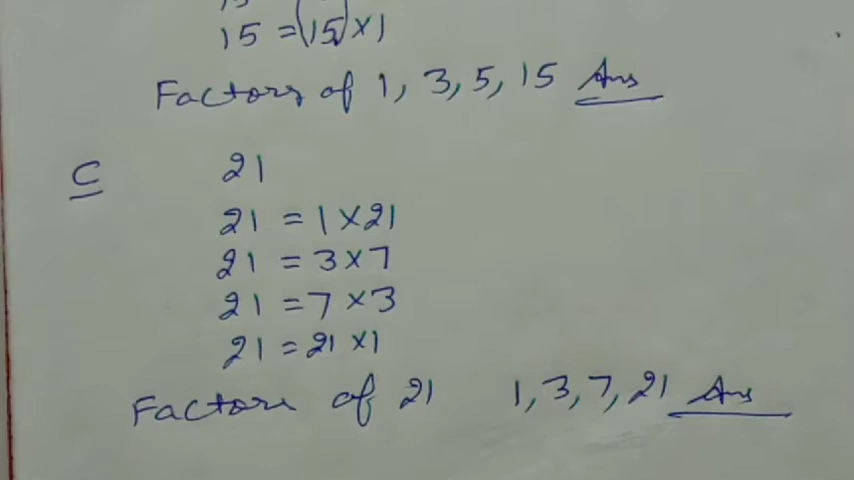 15 = (15) × 1
Factors of 1, 3, 5, 15 Ans
C 21
21 = 1 × 21
21 = 3 × 7
21 = 7 × 3
21 = 21 × 1
Factors of 21 1, 3, 7, 21 Ans